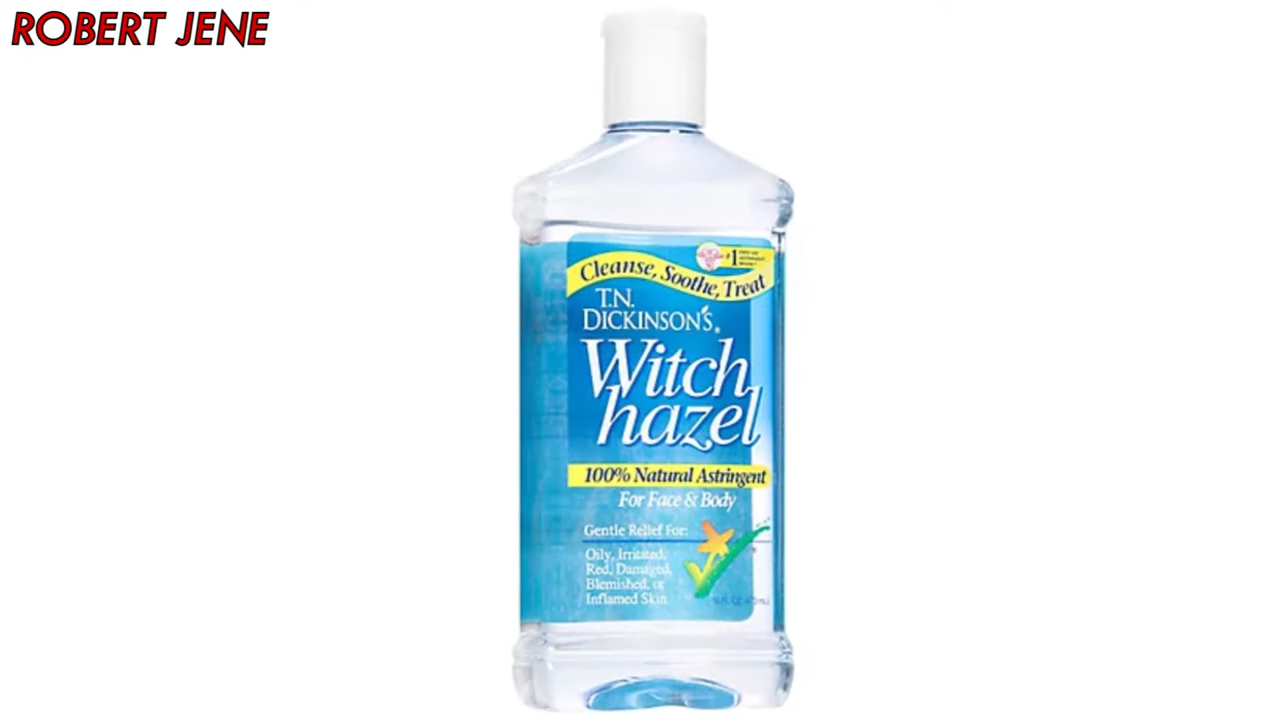 ROBERT JENE
#1
Cleanse, Soothe, Treat
T.N.
DICKINSON'S®
Witch
hazel
100% Natural Astringent
For Face & Body
Gentle Relief For:
Oily, Irritated,
Red, Damaged,
Blemished, or
Inflamed Skin